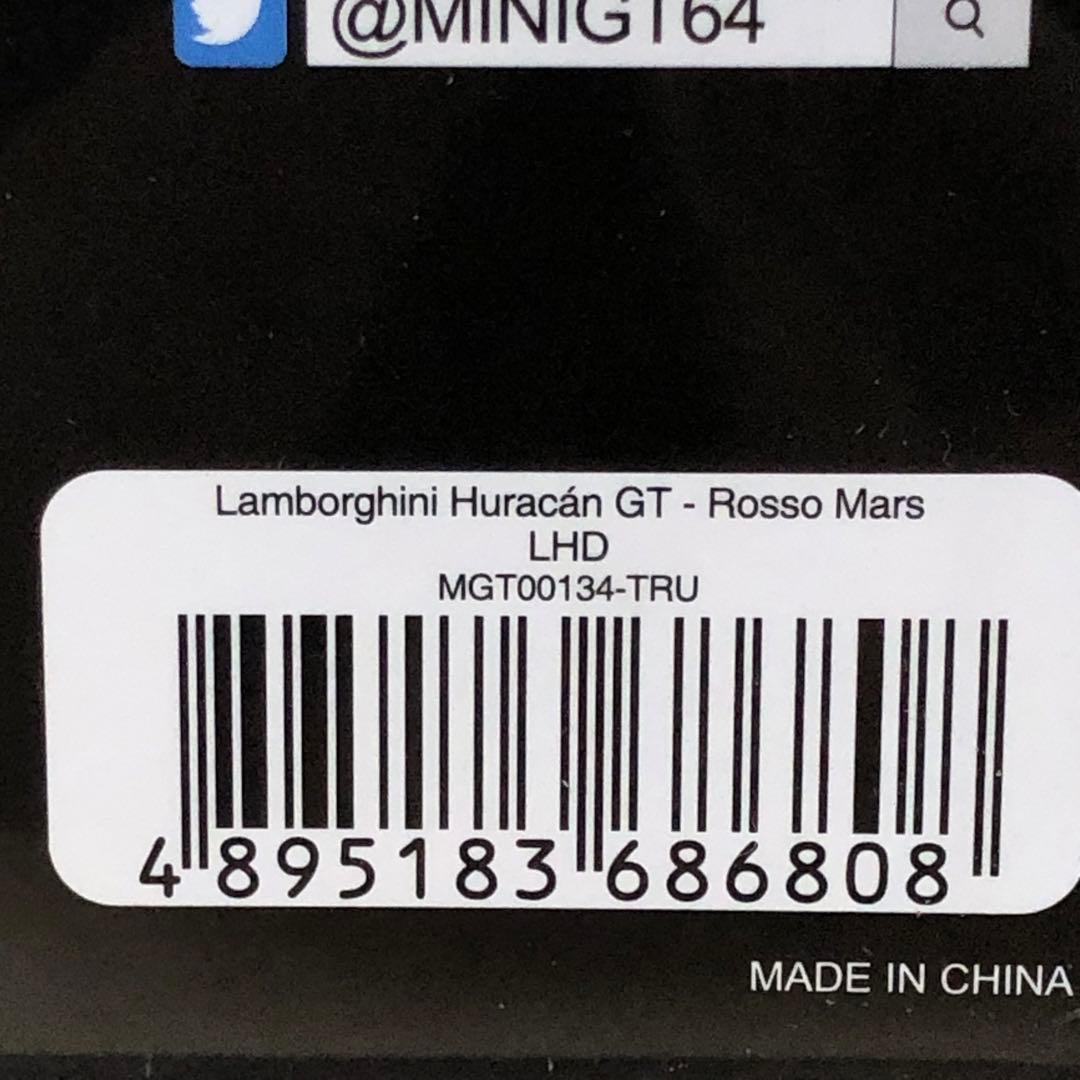 @MINIGT64
Lamborghini Huracán GT - Rosso Mars
LHD
MGT00134-TRU
4 895183 686808
MADE IN CHINA